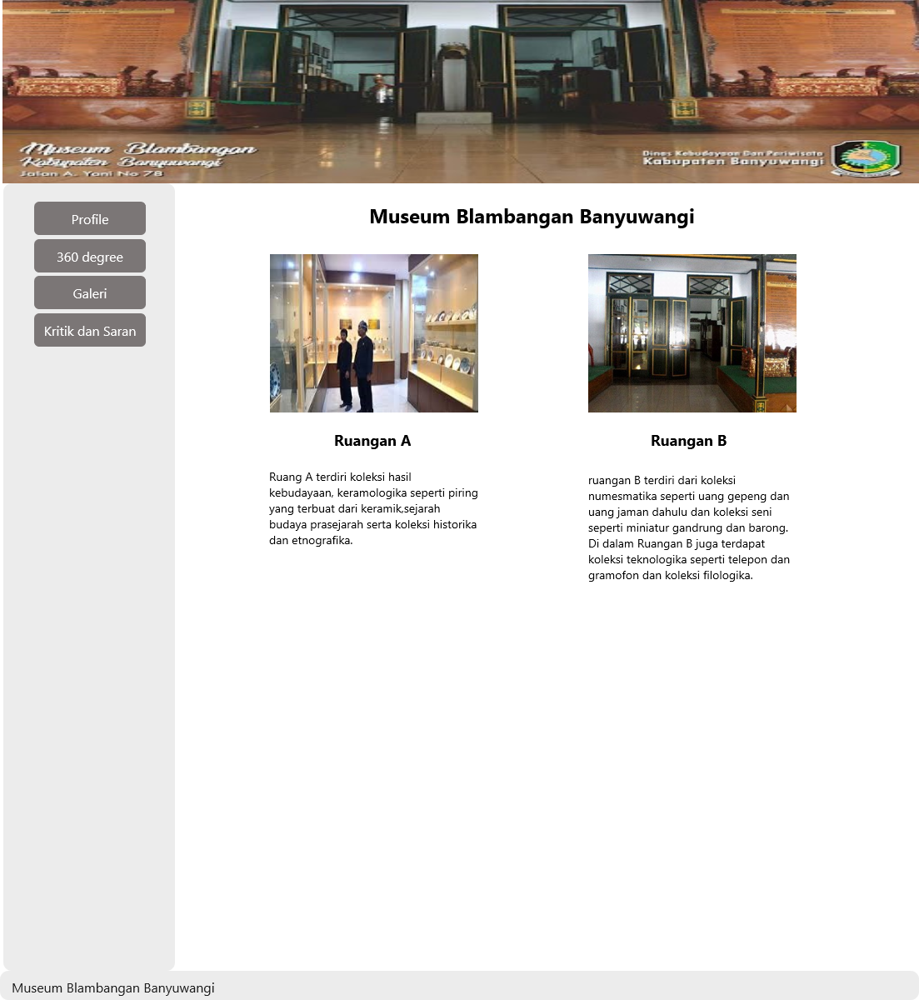 Museum Blambangan
Kabupaten Banyuwangi
Jalan A. Yani No 78
Dinas Kebudayaan Dan Pariwisata
Kabupaten Banyuwangi
Profile
360 degree
Galeri
Kritik dan Saran
Museum Blambangan Banyuwangi
Ruangan A
Ruang A terdiri koleksi hasil
kebudayaan, keramologika seperti piring
yang terbuat dari keramik,sejarah
budaya prasejarah serta koleksi historika
dan etnografika.
Ruangan B
ruangan B terdiri dari koleksi
numesmatika seperti uang gepeng dan
uang jaman dahulu dan koleksi seni
seperti miniatur gandrung dan barong.
Di dalam Ruangan B juga terdapat
koleksi teknologika seperti telepon dan
gramofon dan koleksi filologika.
Museum Blambangan Banyuwangi